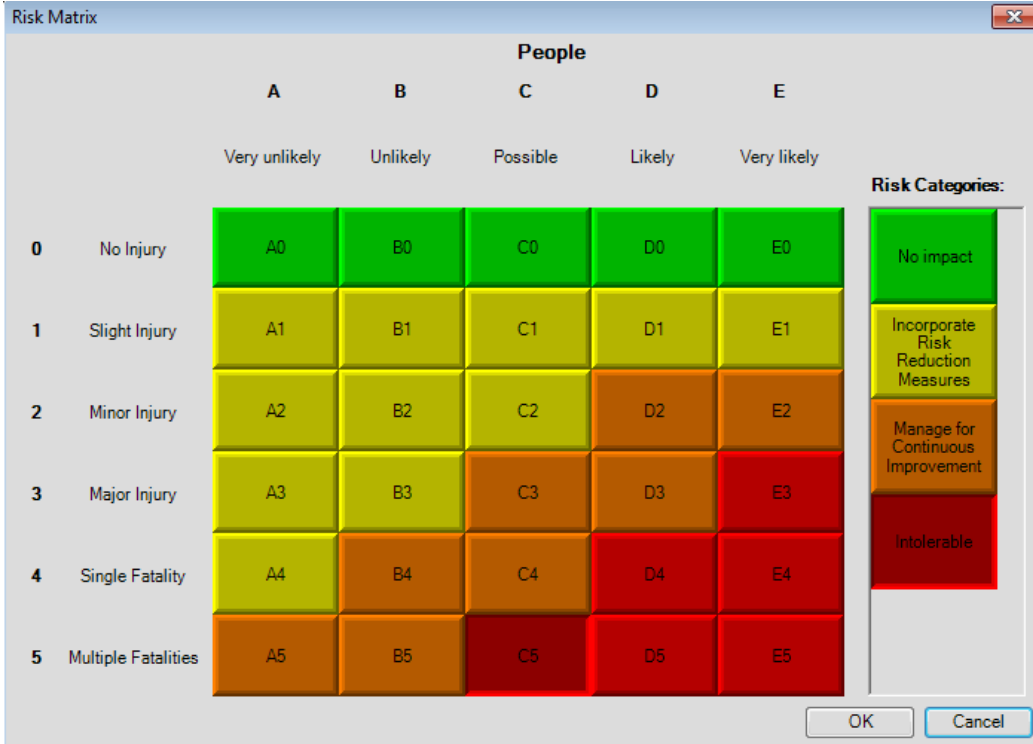 Risk Matrix
People
A B C D E
Very unlikely Unlikely Possible Likely Very likely
Risk Categories:
0 No Injury A0 B0 C0 D0 E0
No impact
1 Slight Injury A1 B1 C1 D1 E1
Incorporate
Risk
Reduction
Measures
2 Minor Injury A2 B2 C2 D2 E2
Manage for
Continuous
Improvement
3 Major Injury A3 B3 C3 D3 E3
Intolerable
4 Single Fatality A4 B4 C4 D4 E4
5 Multiple Fatalities A5 B5 C5 D5 E5
OK Cancel